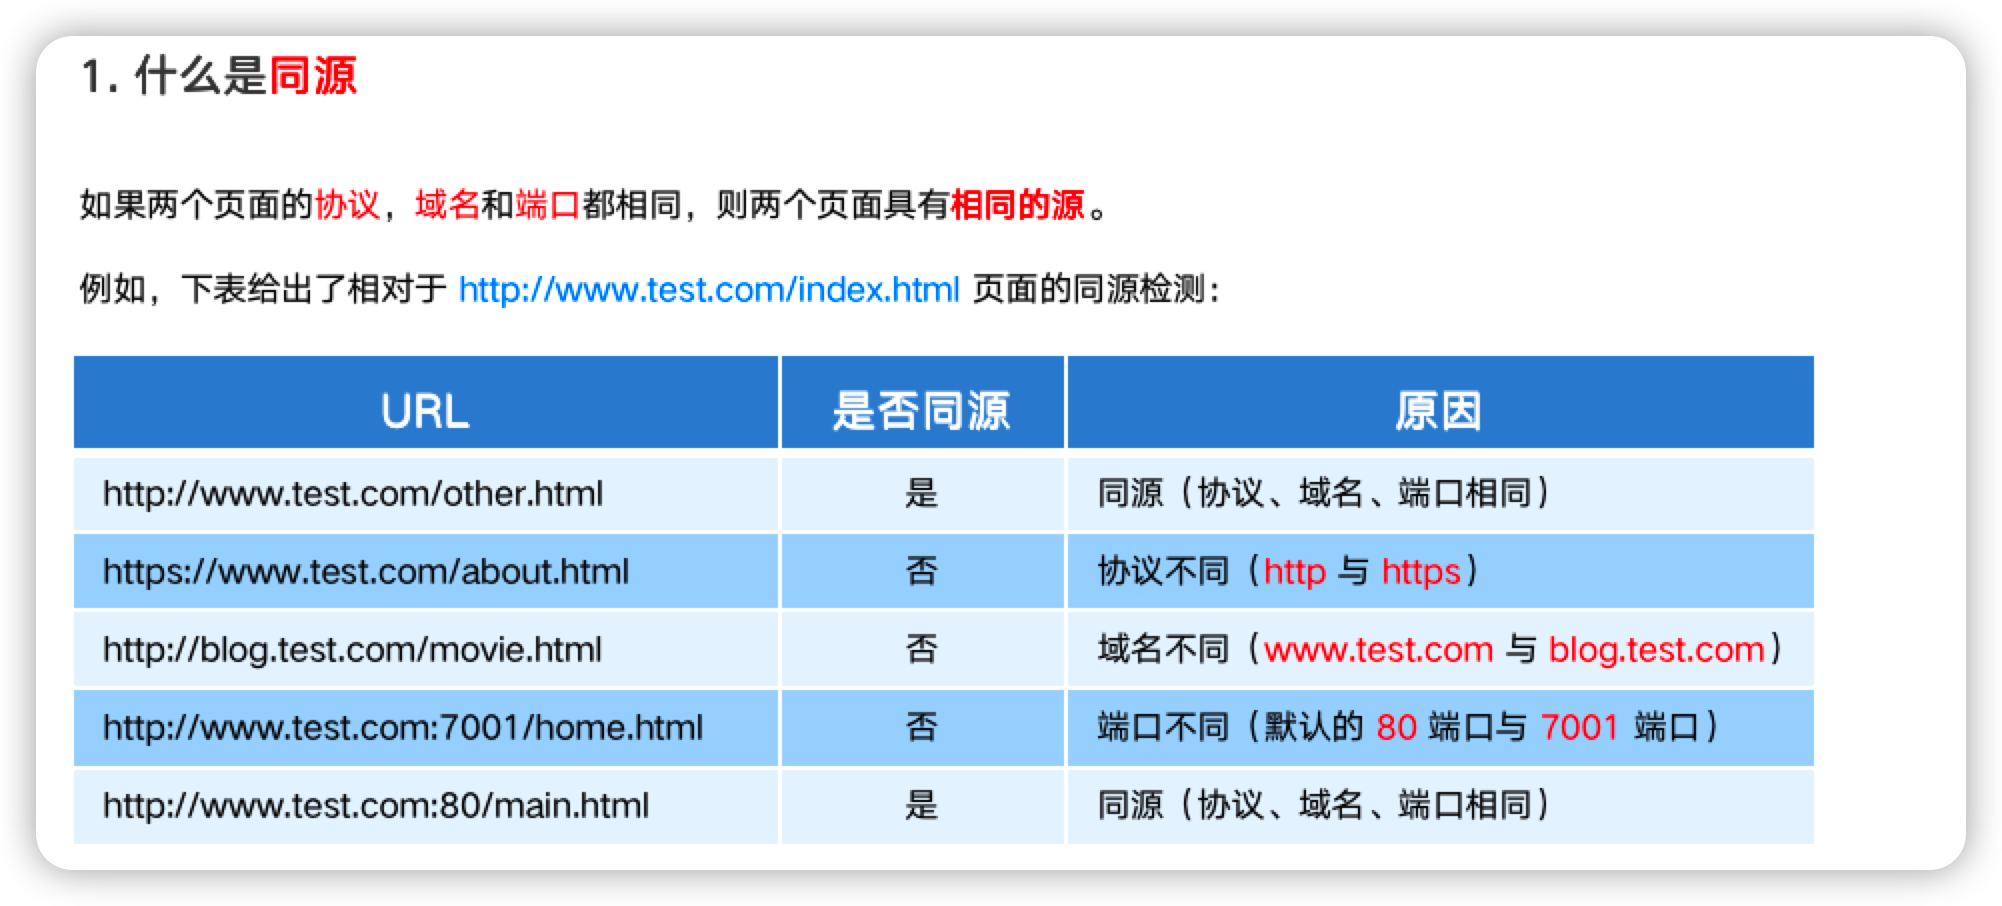 1. 什么是同源
如果两个页面的协议，域名和端口都相同，则两个页面具有相同的源。
例如，下表给出了相对于 http://www.test.com/index.html 页面的同源检测：
URL 是否同源 原因
http://www.test.com/other.html 是 同源（协议、域名、端口相同）
https://www.test.com/about.html 否 协议不同（http 与 https）
http://blog.test.com/movie.html 否 域名不同（www.test.com 与 blog.test.com）
http://www.test.com:7001/home.html 否 端口不同（默认的 80 端口与 7001 端口）
http://www.test.com:80/main.html 是 同源（协议、域名、端口相同）